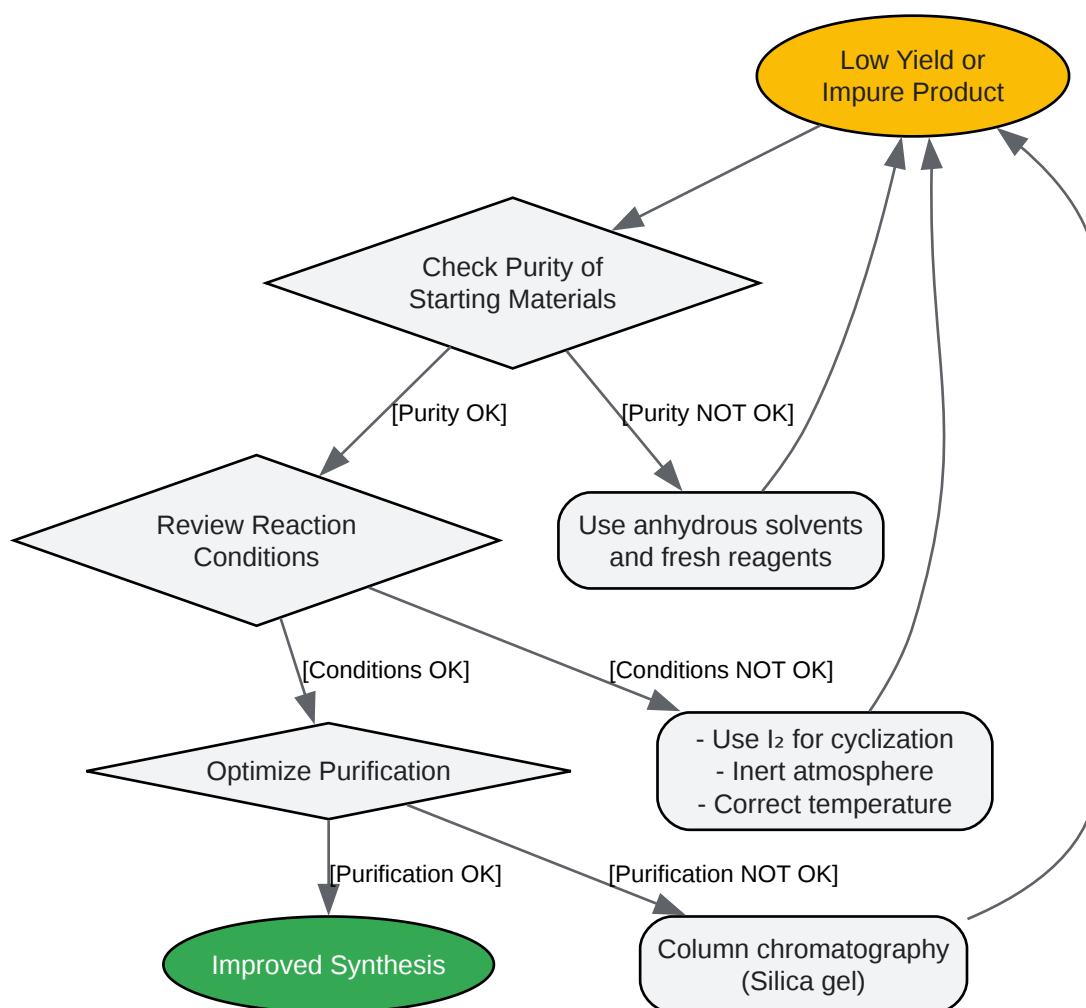 Low Yield or
Impure Product
Check Purity of
Starting Materials
[Purity OK]
[Purity NOT OK]
Review Reaction
Conditions
Use anhydrous solvents
and fresh reagents
[Conditions OK]
[Conditions NOT OK]
Optimize Purification
- Use I₂ for cyclization
- Inert atmosphere
- Correct temperature
[Purification OK]
[Purification NOT OK]
Improved Synthesis
Column chromatography
(Silica gel)